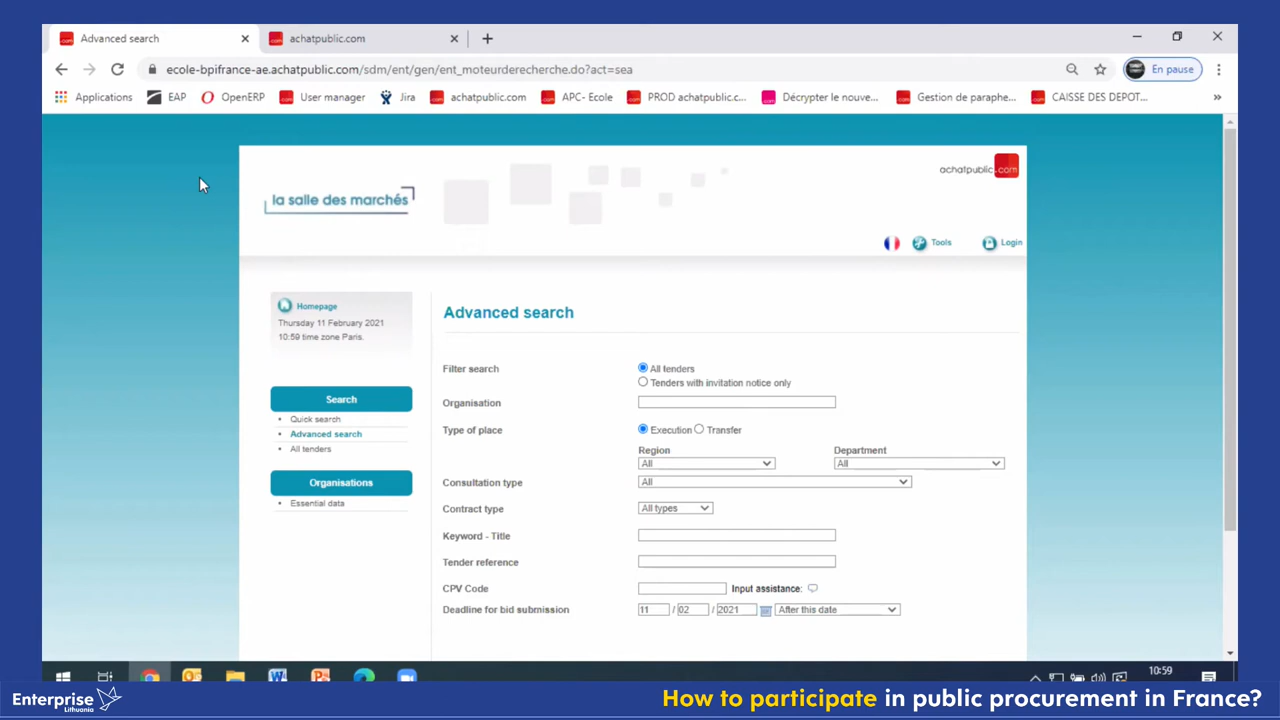 Advanced search
achatpublic.com
ecole-bpifrance-ae.achatpublic.com/sdm/ent/gen/ent_moteurderecherche.do?act=sea
En pause
Applications
EAP
OpenERP
User manager
Jira
achatpublic.com
APC- Ecole
PROD achatpublic.c...
Décrypter le nouve...
Gestion de paraphe...
CAISSE DES DEPOT...
»
la salle des marchés
achatpublic.com
Tools
Login
Homepage
Thursday 11 February 2021
10:59 time zone Paris.
Search
• Quick search
• Advanced search
• All tenders
Organisations
• Essential data
Advanced search
Filter search
All tenders
Tenders with invitation notice only
Organisation
Type of place
Execution Transfer
Region Department
All All
Consultation type All
Contract type All types
Keyword - Title
Tender reference
CPV Code Input assistance:
Deadline for bid submission 11 / 02 / 2021 After this date
10:59
Enterprise
Lithuania
How to participate in public procurement in France?